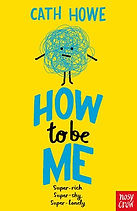 CATH HOWE
HOW
to be
ME
Super-rich
Super-shy
Super-lonely
nosy
crow